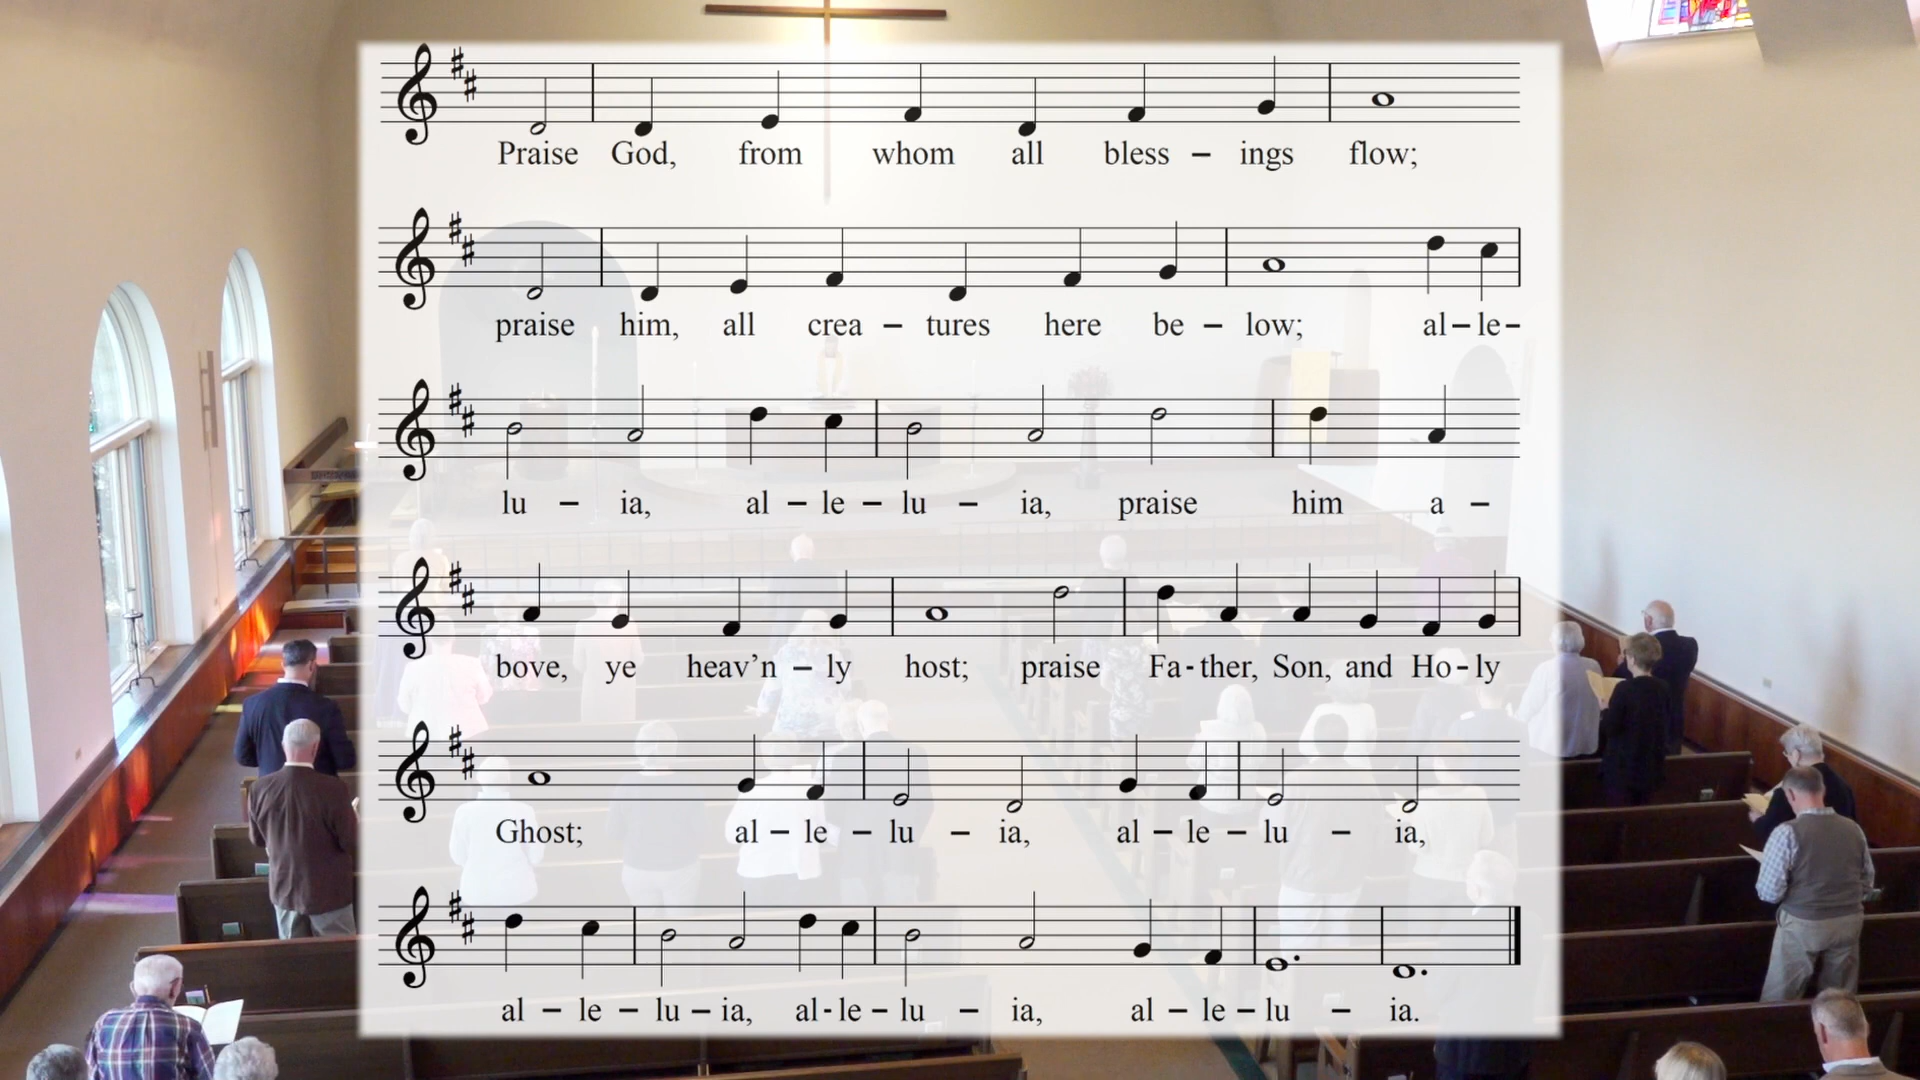 Praise God, from whom all bless – ings flow;
praise him, all crea – tures here be – low; al – le –
lu – ia, al – le – lu – ia, praise him a –
bove, ye heav’n – ly host; praise Fa - ther, Son, and Ho – ly
Ghost; al – le – lu – ia, al – le – lu – ia,
al – le – lu – ia, al - le – lu – ia, al – le – lu – ia.